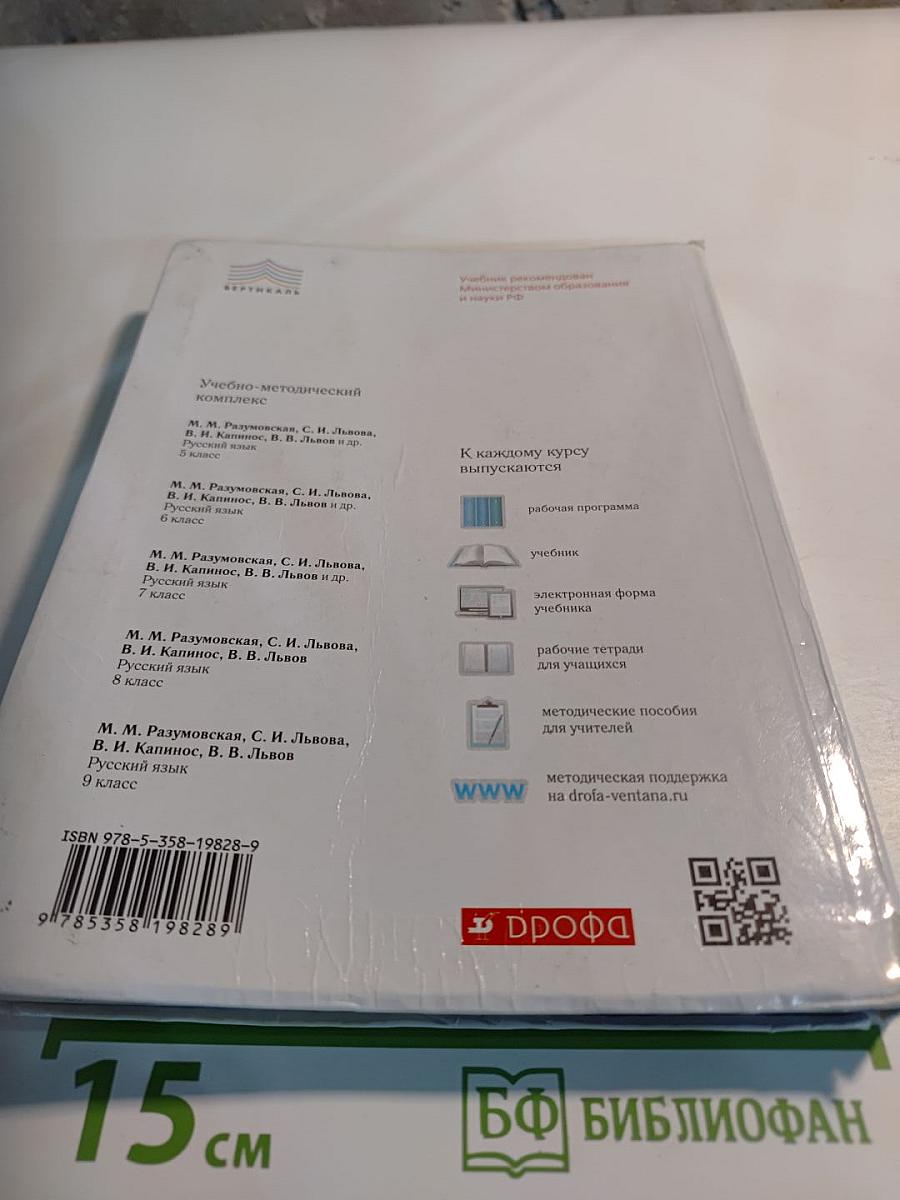 ВЕРТИКАЛЬ
Учебник рекомендован
Министерством образования
и науки РФ
Учебно-методический
комплекс
М. М. Разумовская, С. И. Львова,
В. И. Капинос, В. В. Львов и др.
Русский язык
5 класс
М. М. Разумовская, С. И. Львова,
В. И. Капинос, В. В. Львов и др.
Русский язык
6 класс
М. М. Разумовская, С. И. Львова,
В. И. Капинос, В. В. Львов и др.
Русский язык
7 класс
М. М. Разумовская, С. И. Львова,
В. И. Капинос, В. В. Львов
Русский язык
8 класс
М. М. Разумовская, С. И. Львова,
В. И. Капинос, В. В. Львов
Русский язык
9 класс
К каждому курсу
выпускаются
рабочая программа
учебник
электронная форма
учебника
рабочие тетради
для учащихся
методические пособия
для учителей
www
методическая поддержка
на drofa-ventana.ru
ISBN 978-5-358-19828-9
9 785358 198289
дрофа
15 см
БФ БИБЛИОФАН